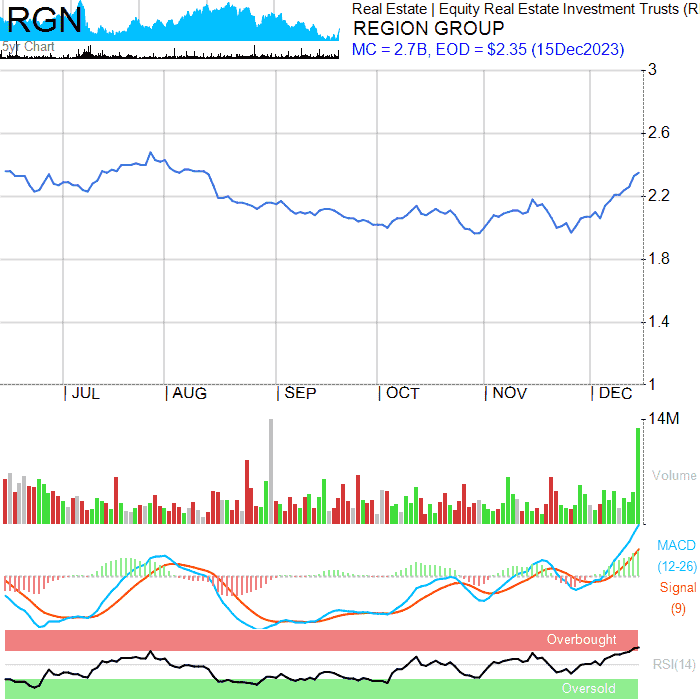 RGN
5yr Chart
Real Estate | Equity Real Estate Investment Trusts (R
REGION GROUP
MC = 2.7B, EOD = $2.35 (15Dec2023)
3
2.6
2.2
1.8
1.4
1
| JUL | AUG | SEP | OCT | NOV | DEC
14M
Volume
MACD
(12-26)
Signal
(9)
Overbought
RSI(14)
Oversold